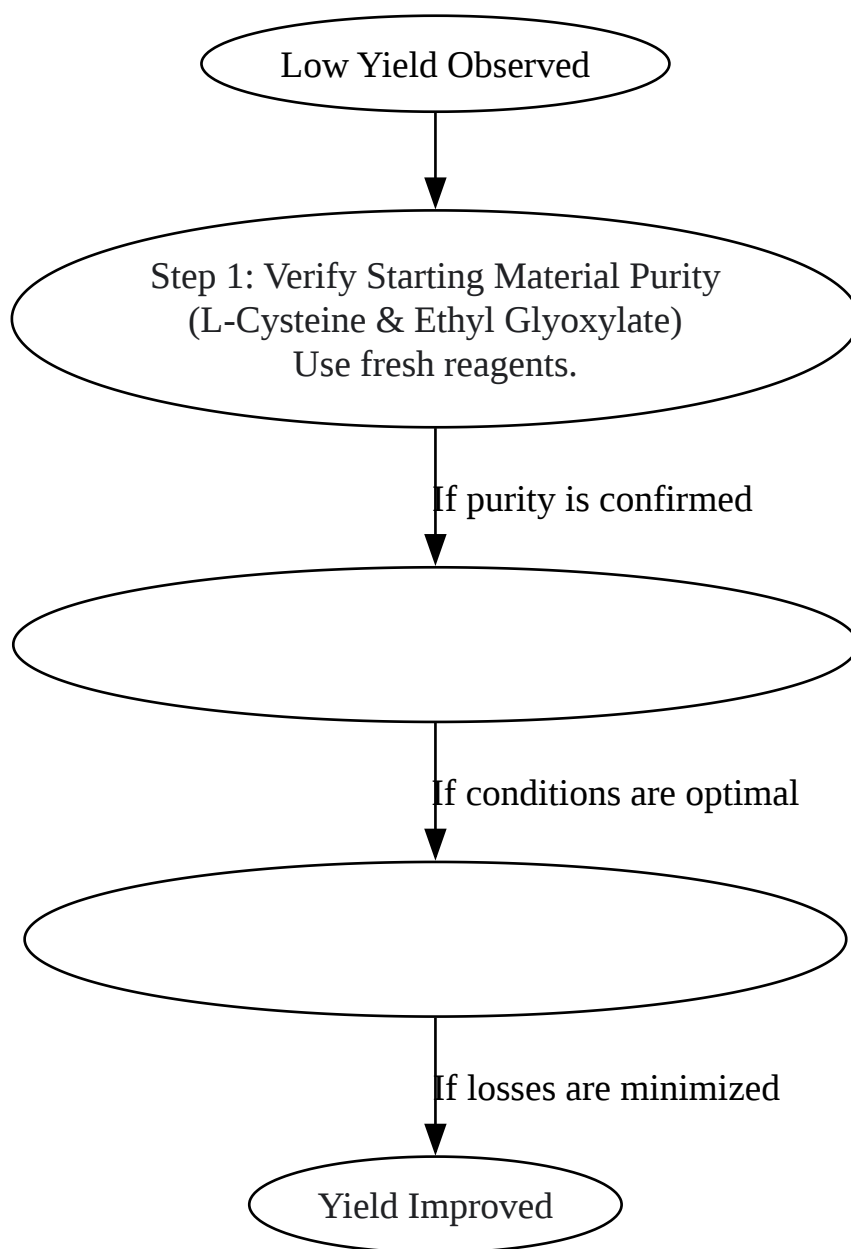 Low Yield Observed
Step 1: Verify Starting Material Purity
(L-Cysteine & Ethyl Glyoxylate)
Use fresh reagents.
If purity is confirmed
If conditions are optimal
If losses are minimized
Yield Improved